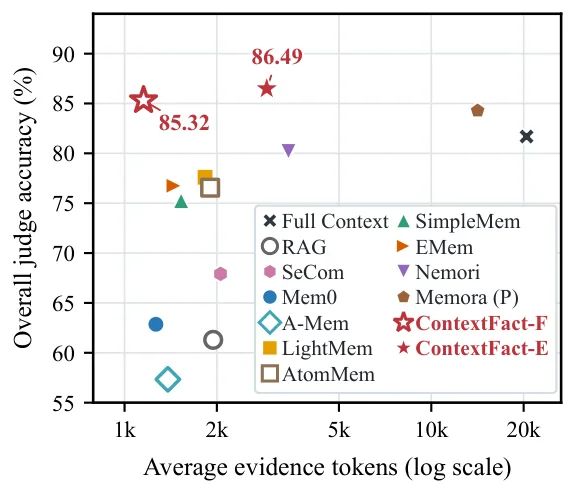 90
85
80
75
70
65
60
55
Overall judge accuracy (%)
86.49
85.32
Full Context
RAG
SeCom
Mem0
A-Mem
LightMem
AtomMem
SimpleMem
EMem
Nemori
Memora (P)
ContextFact-F
ContextFact-E
1k 2k 5k 10k 20k
Average evidence tokens (log scale)